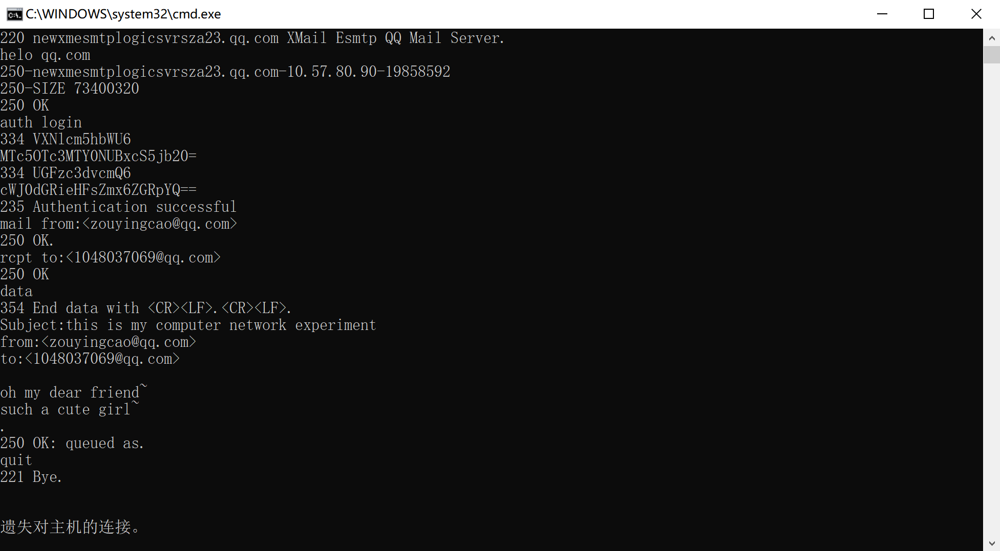 C:\WINDOWS\system32\cmd.exe
220 newxmesmtplogicsvrsza23.qq.com XMail Esmtp QQ Mail Server.
helo qq.com
250-newxmesmtplogicsvrsza23.qq.com-10.57.80.90-19858592
250-SIZE 73400320
250 OK
auth login
334 VXNlcm5hbWU6
MTc5OTc3MTY0NUBxcS5jb20=
334 UGFzc3dvcmQ6
cWJ0dGRieHFsZmx6ZGRpYQ==
235 Authentication successful
mail from:<zouyingcao@qq.com>
250 OK.
rcpt to:<1048037069@qq.com>
250 OK
data
354 End data with <CR><LF>.<CR><LF>.
Subject:this is my computer network experiment
from:<zouyingcao@qq.com>
to:<1048037069@qq.com>
oh my dear friend~
such a cute girl~
.
250 OK: queued as.
quit
221 Bye.
遗失对主机的连接。